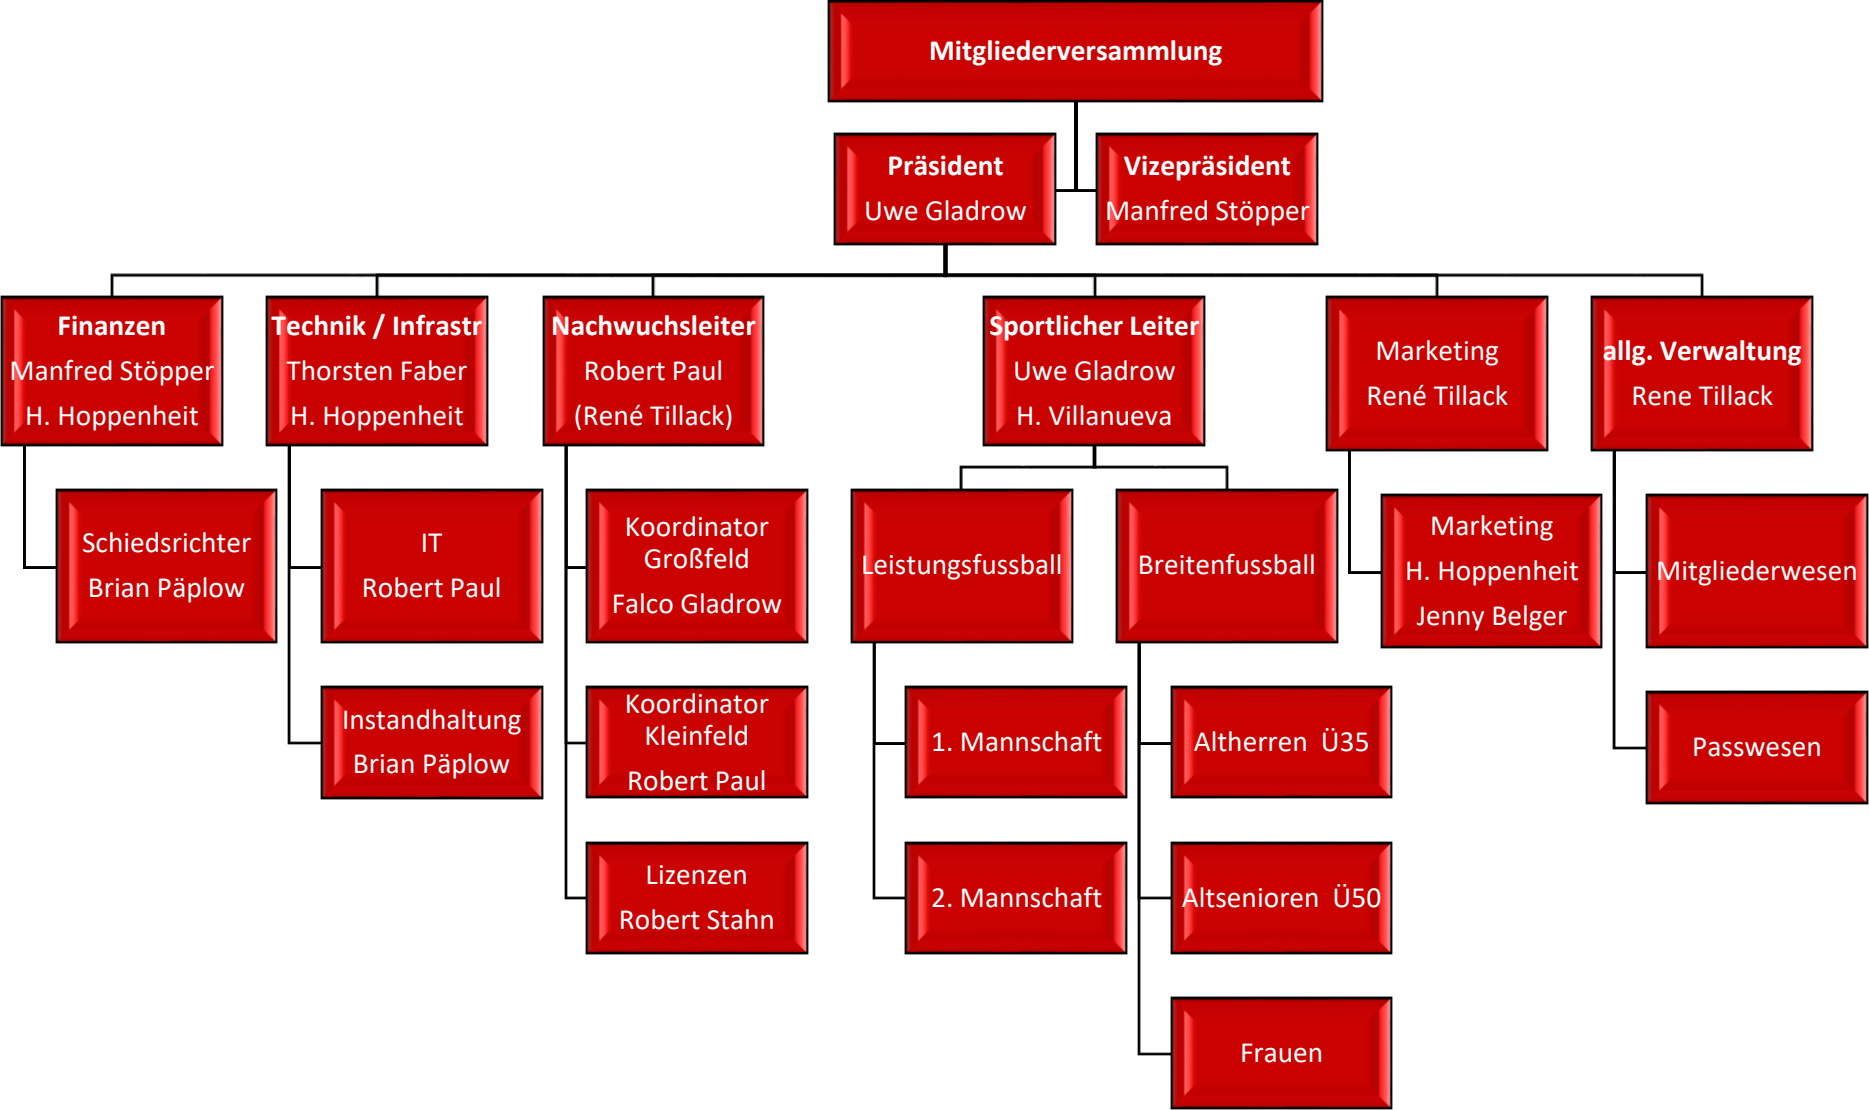 Mitgliederversammlung
Präsident
Uwe Gladrow
Vizepräsident
Manfred Stöpper
Finanzen
Manfred Stöpper
H. Hoppenheit
Technik / Infrastr
Thorsten Faber
H. Hoppenheit
Nachwuchsleiter
Robert Paul
(René Tillack)
Sportlicher Leiter
Uwe Gladrow
H. Villanueva
Marketing
René Tillack
allg. Verwaltung
Rene Tillack
Schiedsrichter
Brian Päplow
IT
Robert Paul
Koordinator
Großfeld
Falco Gladrow
Leistungsfussball
Breitenfussball
Marketing
H. Hoppenheit
Jenny Belger
Mitgliederwesen
Instandhaltung
Brian Päplow
Koordinator
Kleinfeld
Robert Paul
1. Mannschaft
Altherren Ü35
Passwesen
Lizenzen
Robert Stahn
2. Mannschaft
Altsenioren Ü50
Frauen